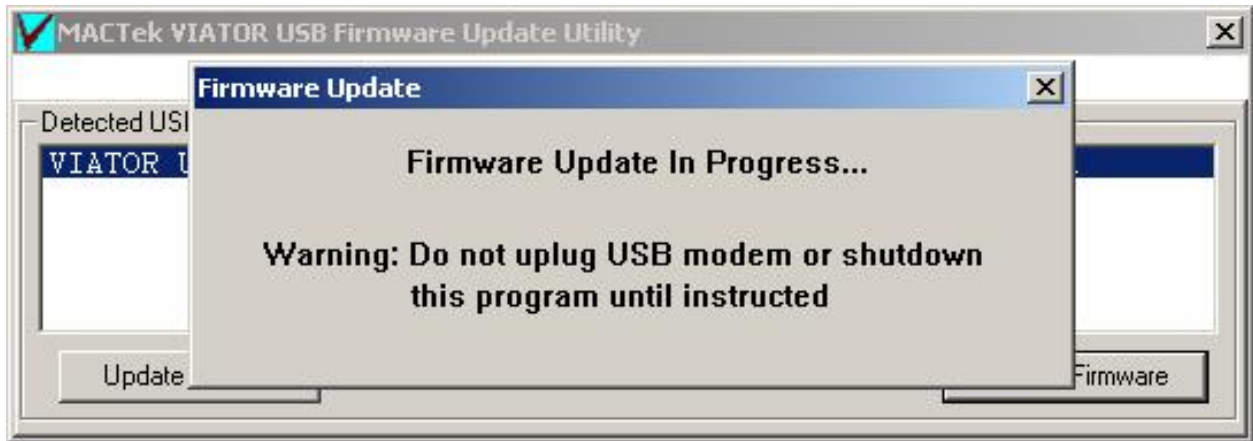 MACTek VIATOR USB Firmware Update Utility
Firmware Update
Detected USB
VIATOR
Firmware Update In Progress...
Warning: Do not uplug USB modem or shutdown
this program until instructed
Update
Firmware